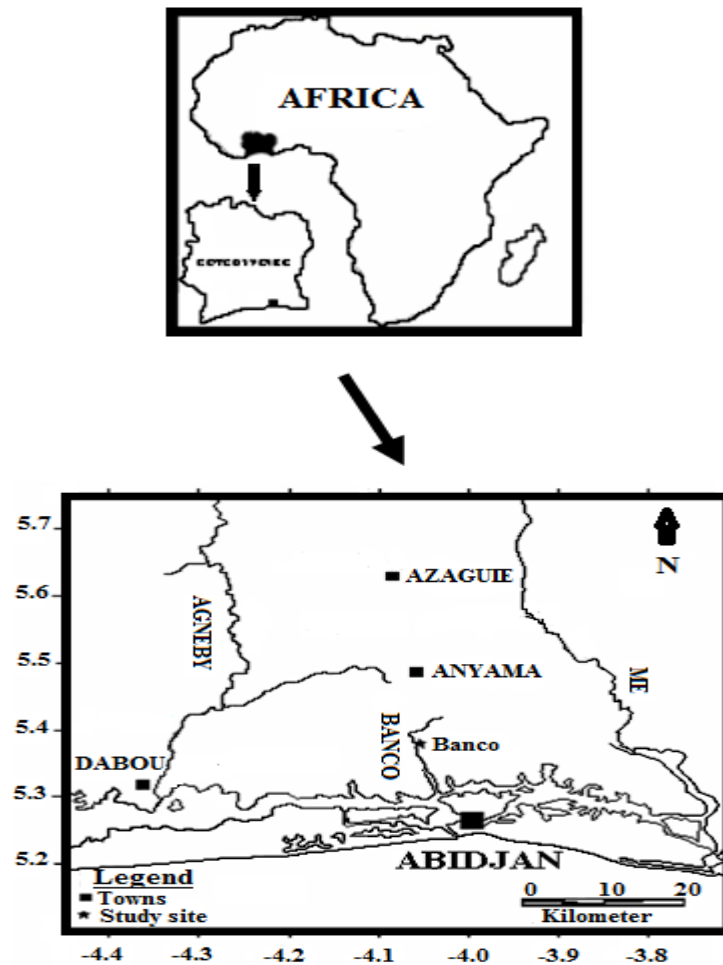 AFRICA
5.7
N
5.6
AZAGUIE
AGNEBY
5.5
ANYAMA
ME
5.4
BANCO
Banco
DABOU
5.3
5.2
ABIDJAN
Legend
Towns
Study site
0 10 20
Kilometer
-4.4 -4.3 -4.2 -4.1 -4.0 -3.9 -3.8